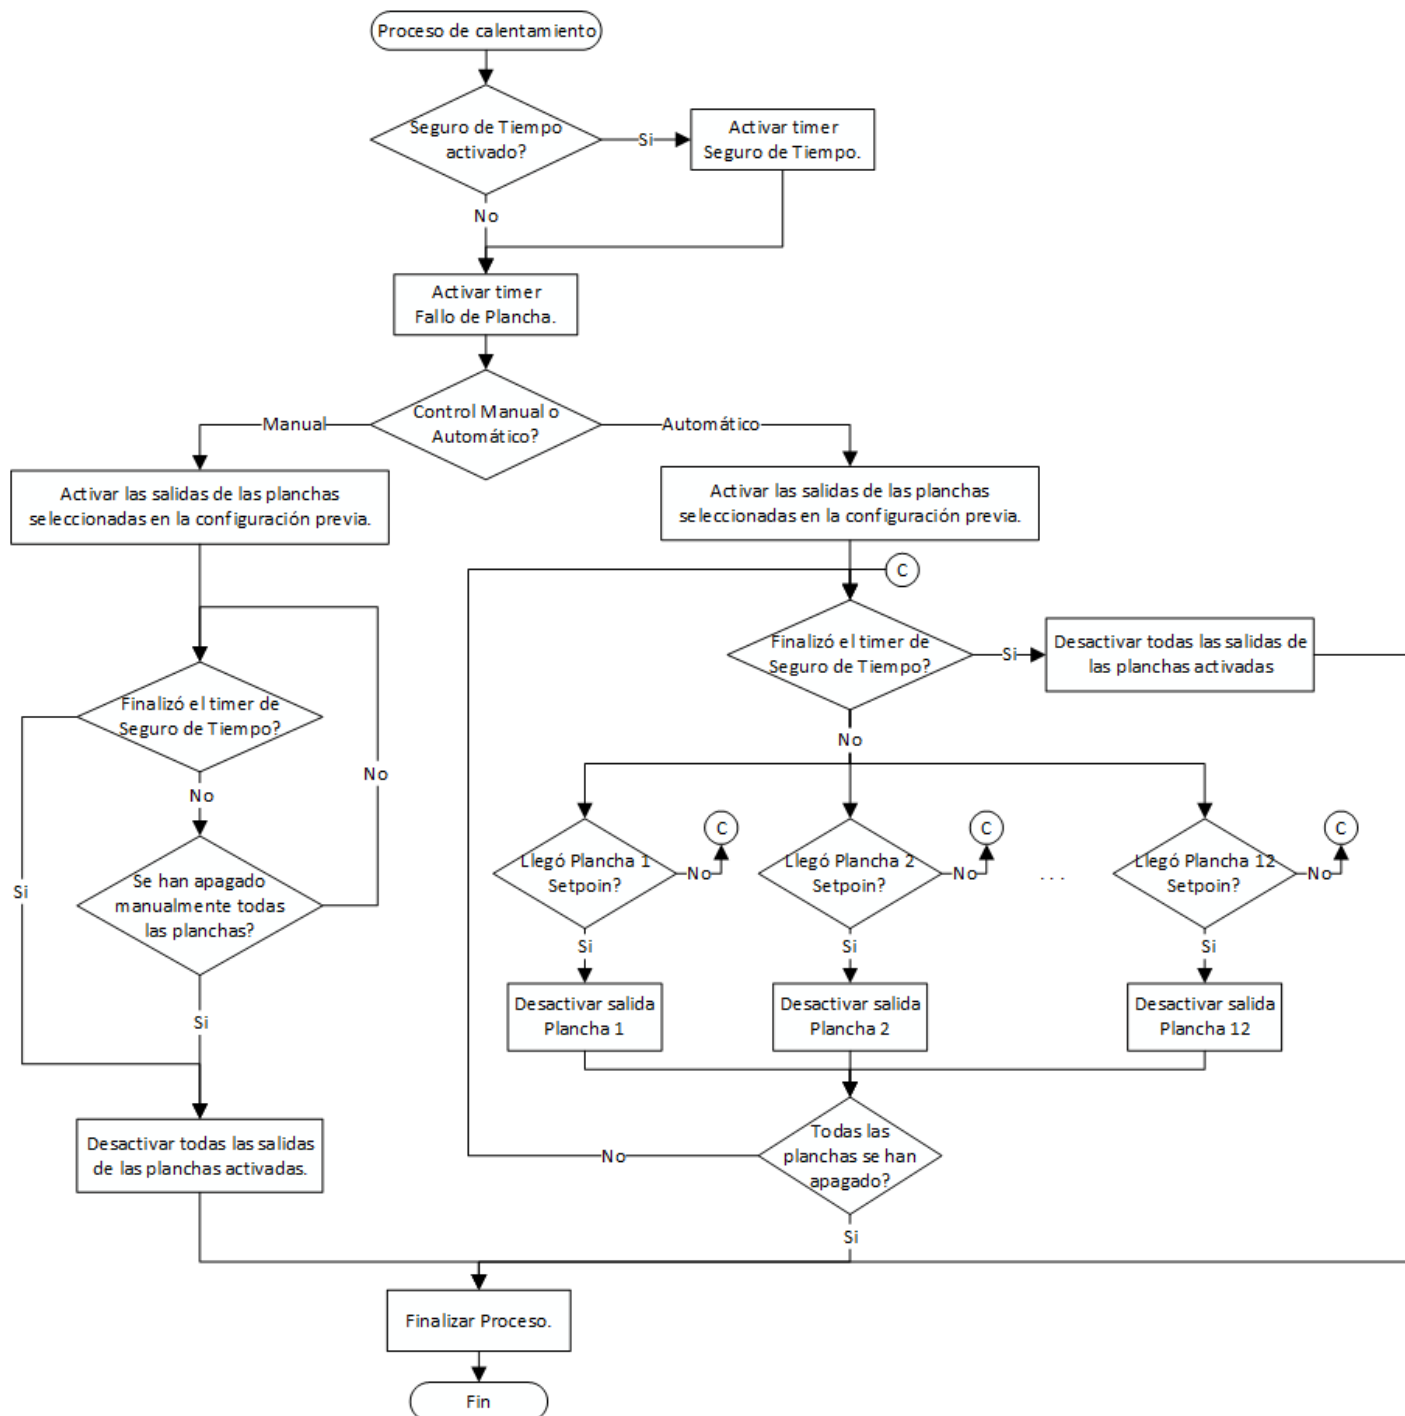 Proceso de calentamiento
Seguro de Tiempo
activado?
Si
Activar timer
Seguro de Tiempo.
No
Activar timer
Fallo de Plancha.
Control Manual o
Automático?
Manual
Automático
Activar las salidas de las planchas
seleccionadas en la configuración previa.
Activar las salidas de las planchas
seleccionadas en la configuración previa.
C
Finalizó el timer de
Seguro de Tiempo?
Si
Desactivar todas las salidas de
las planchas activadas
No
Finalizó el timer de
Seguro de Tiempo?
No
No
Si
Se han apagado
manualmente todas
las planchas?
Si
C
C
C
Llegó Plancha 1
Setpoin?
No
Llegó Plancha 2
Setpoin?
No
. . .
Llegó Plancha 12
Setpoin?
No
Si
Si
Si
Desactivar salida
Plancha 1
Desactivar salida
Plancha 2
Desactivar salida
Plancha 12
Desactivar todas las salidas
de las planchas activadas.
Todas las
planchas se han
apagado?
No
Si
Finalizar Proceso.
Fin